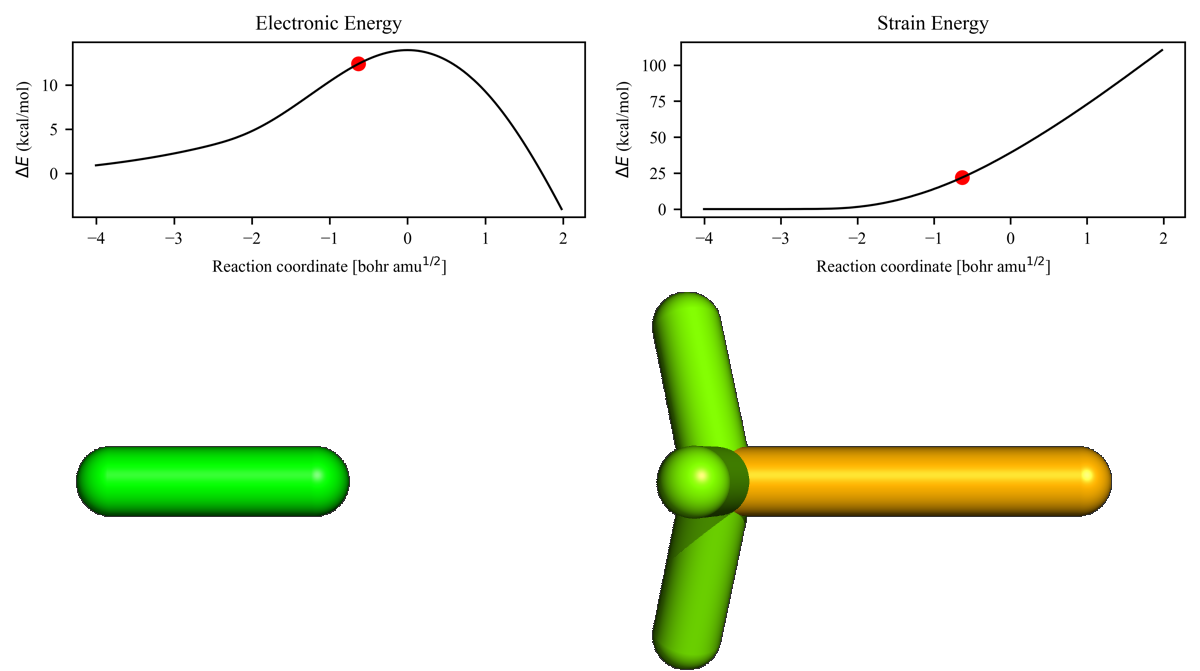 Electronic Energy
ΔE (kcal/mol)
10
5
0
−4 −3 −2 −1 0 1 2
Reaction coordinate [bohr amu^1/2]
Strain Energy
ΔE (kcal/mol)
100
75
50
25
0
−4 −3 −2 −1 0 1 2
Reaction coordinate [bohr amu^1/2]